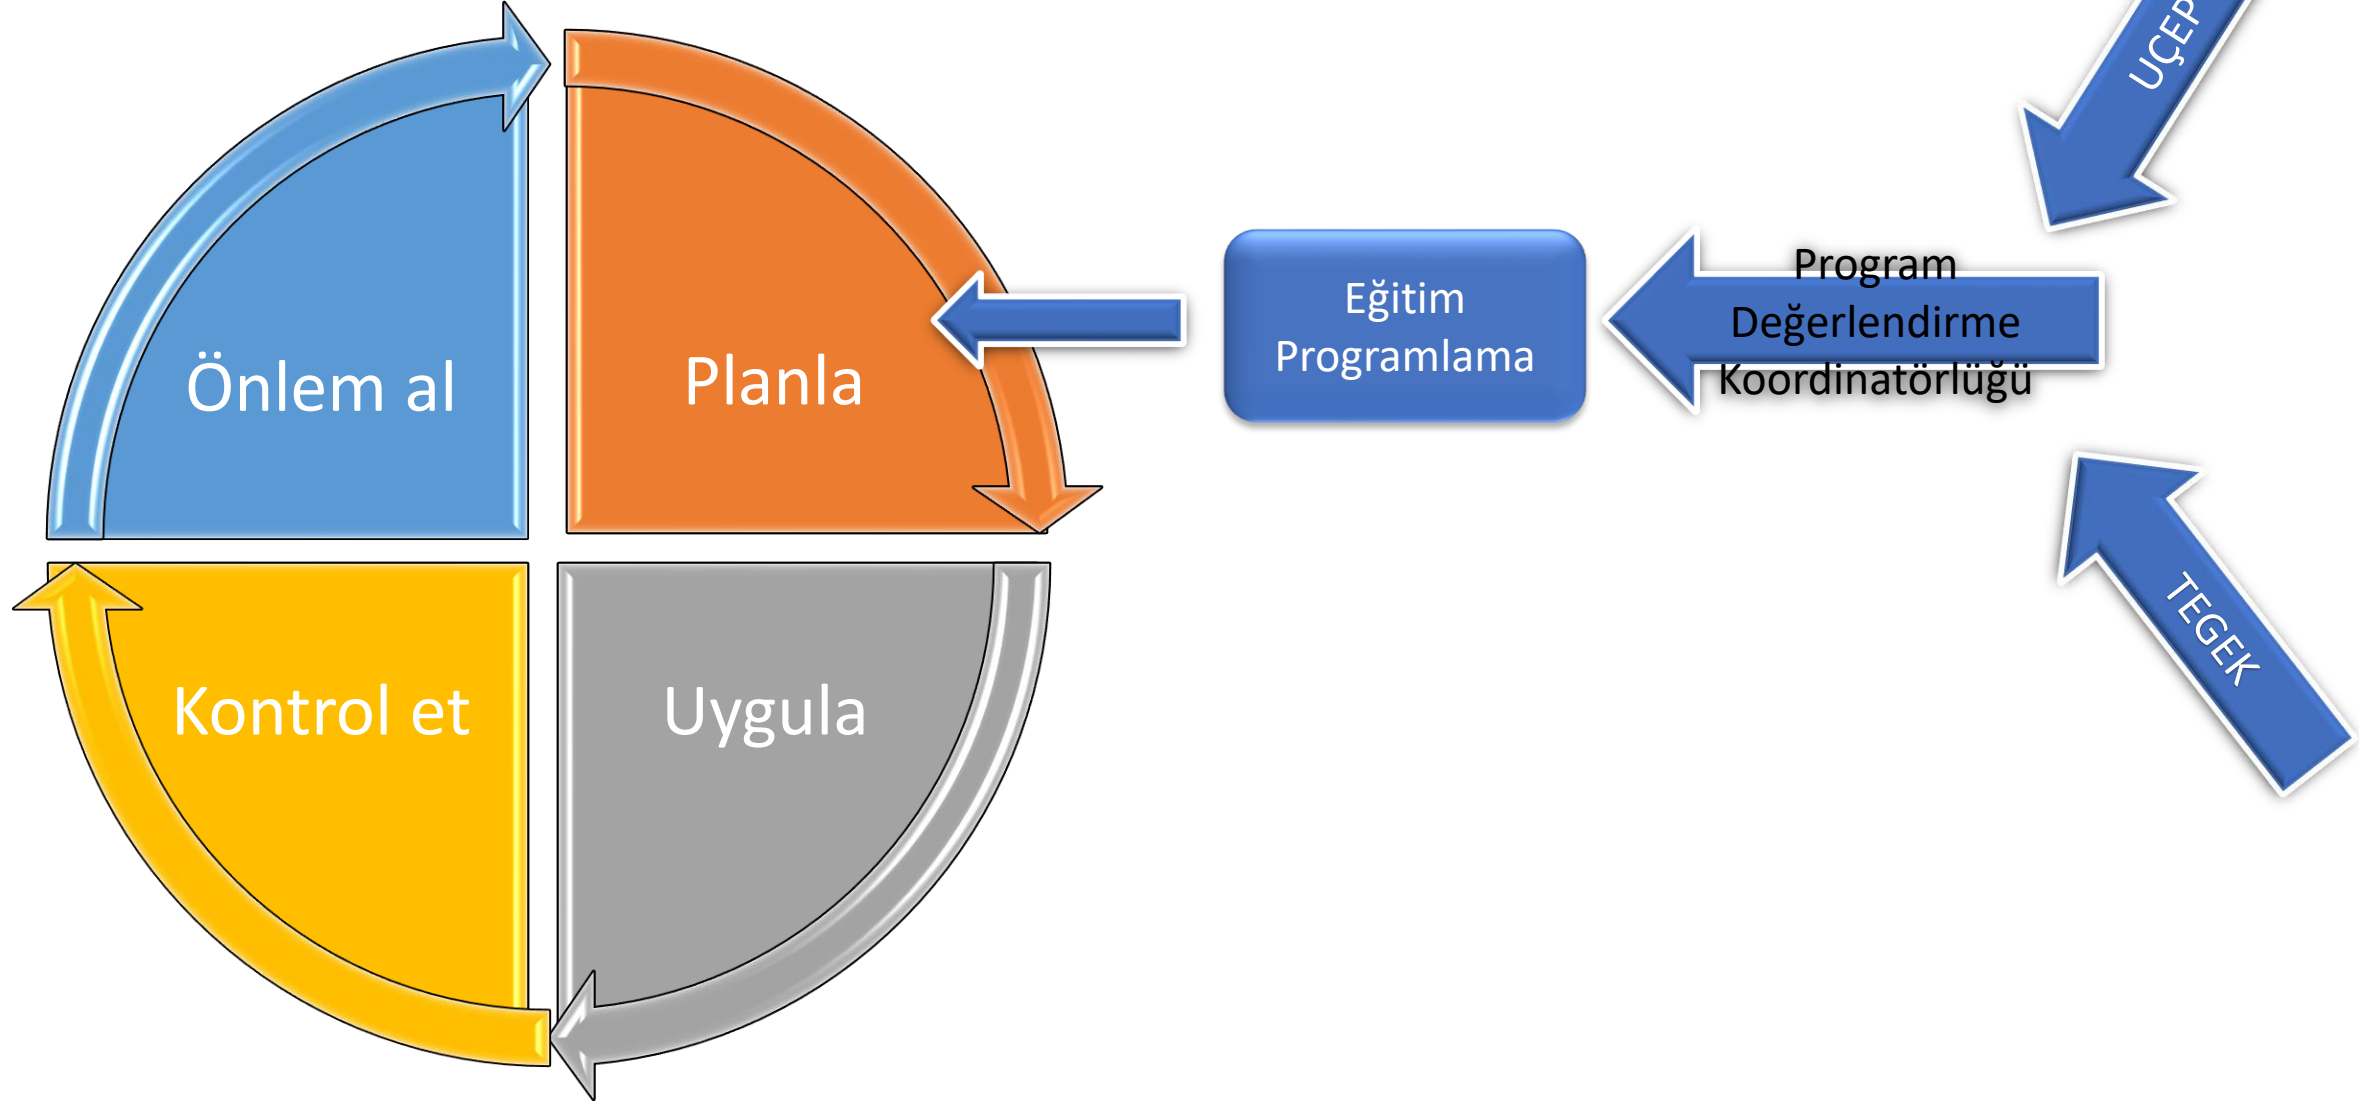 Önlem al
Planla
Kontrol et
Uygula
Eğitim
Programlama
Program
Değerlendirme
Koordinatörlüğü
UÇEP
TEGEK